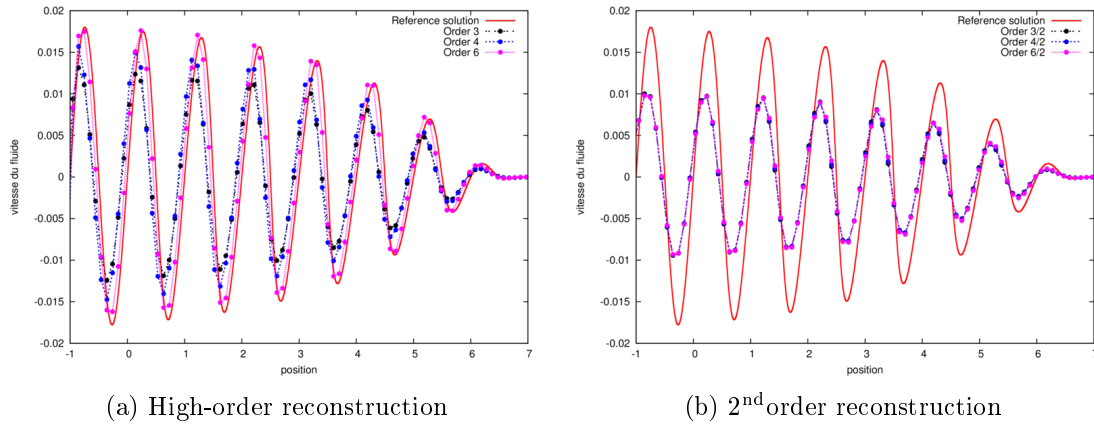 Reference solution
Order 3
Order 4
Order 6
0.02
0.015
0.01
0.005
0
-0.005
-0.01
-0.015
-0.02
vitesse du fluide
-1 0 1 2 3 4 5 6 7
position
(a) High-order reconstruction
Reference solution
Order 3/2
Order 4/2
Order 6/2
0.02
0.015
0.01
0.005
0
-0.005
-0.01
-0.015
-0.02
vitesse du fluide
-1 0 1 2 3 4 5 6 7
position
(b) 2nd order reconstruction